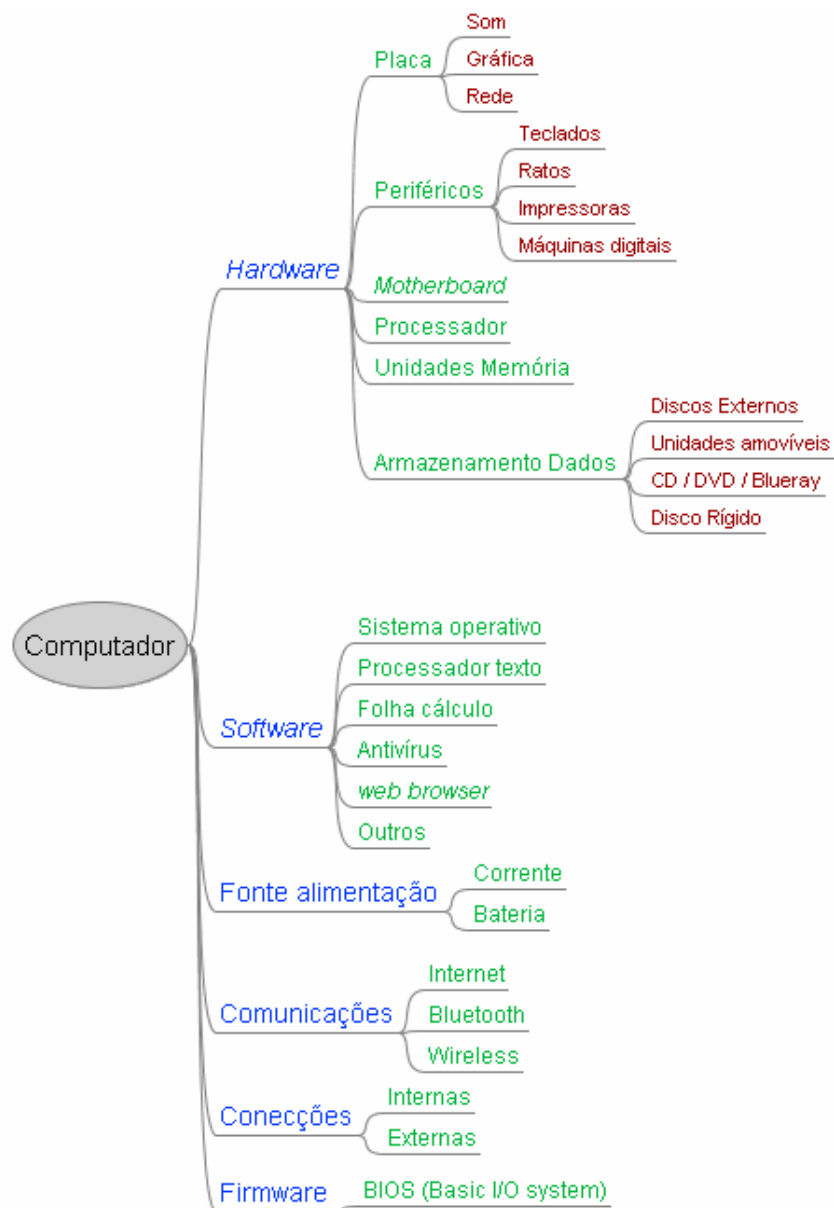 Computador
Hardware
Placa
Som
Gráfica
Rede
Periféricos
Teclados
Ratos
Impressoras
Máquinas digitais
Motherboard
Processador
Unidades Memória
Armazenamento Dados
Discos Externos
Unidades amovíveis
CD / DVD / Blueray
Disco Rígido
Software
Sistema operativo
Processador texto
Folha cálculo
Antivírus
web browser
Outros
Fonte alimentação
Corrente
Bateria
Comunicações
Internet
Bluetooth
Wireless
Conecções
Internas
Externas
Firmware
BIOS (Basic I/O system)